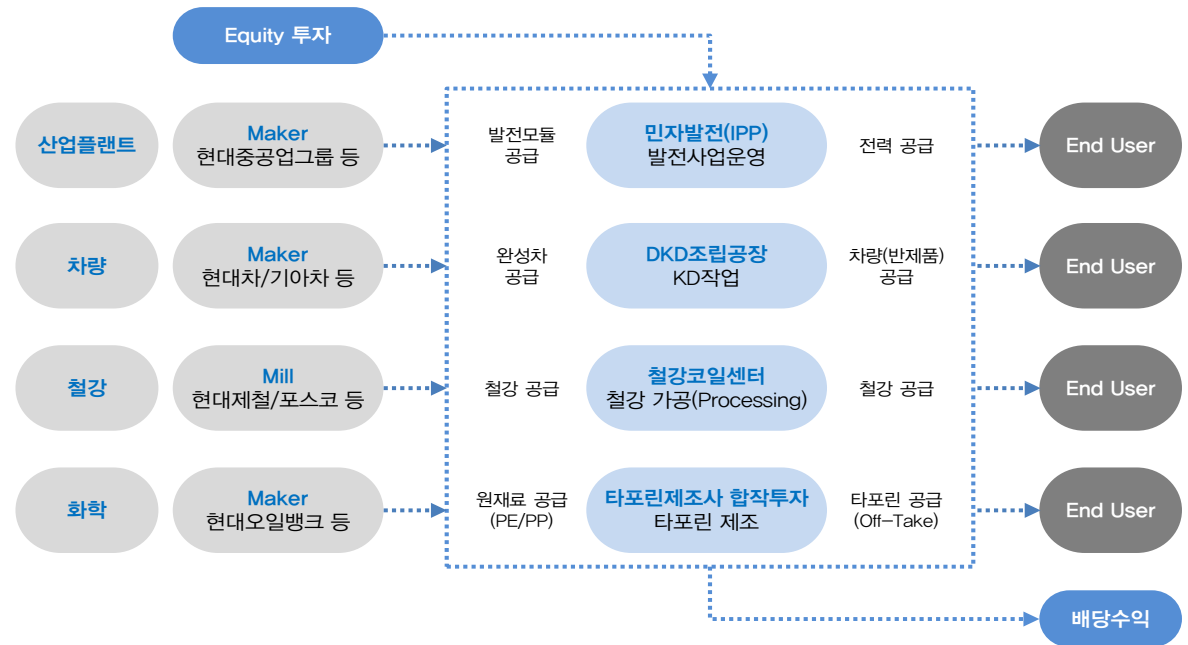 Equity 투자
산업플랜트
Maker
현대중공업그룹 등
발전모듈
공급
민자발전(IPP)
발전사업운영
전력 공급
End User
차량
Maker
현대차/기아차 등
완성차
공급
DKD조립공장
KD작업
차량(반제품)
공급
End User
철강
Mill
현대제철/포스코 등
철강 공급
철강코일센터
철강 가공(Processing)
철강 공급
End User
화학
Maker
현대오일뱅크 등
원재료 공급
(PE/PP)
타포린제조사 합작투자
타포린 제조
타포린 공급
(Off-Take)
End User
배당수익